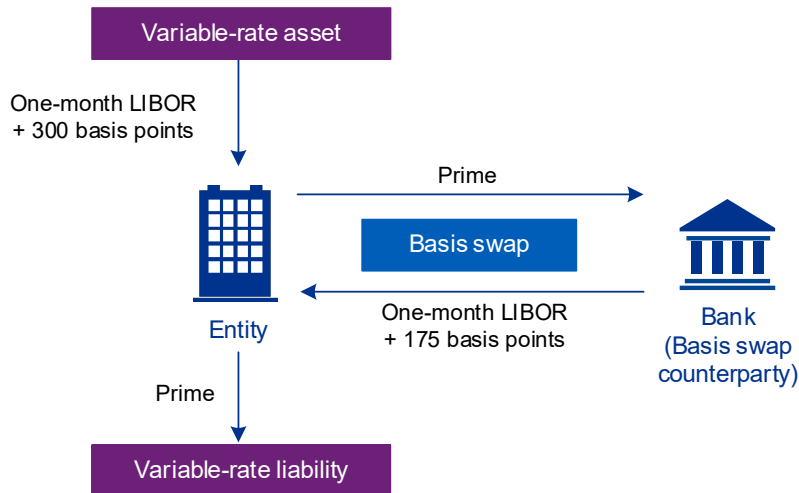 Variable-rate asset
One-month LIBOR
+ 300 basis points
Prime
Basis swap
One-month LIBOR
+ 175 basis points
Entity
Bank
(Basis swap
counterparty)
Prime
Variable-rate liability